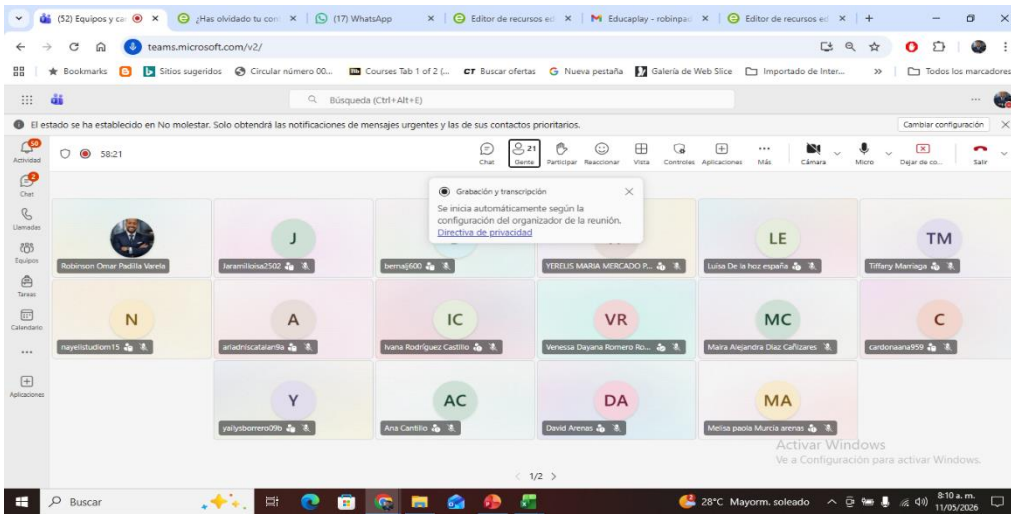 (52) Equipos y ca
¿Has olvidado tu con
(17) WhatsApp
Editor de recursos ed
Educaplay - robinpad
Editor de recursos ed
teams.microsoft.com/v2/
Bookmarks
Sitios sugeridos
Circular número 00...
Courses Tab 1 of 2 (...
CT Buscar ofertas
Nueva pestaña
Galería de Web Slice
Importado de Inter...
Todos los marcadores
Búsqueda (Ctrl+Alt+E)
El estado se ha establecido en No molestar. Solo obtendrá las notificaciones de mensajes urgentes y las de sus contactos prioritarios.
Cambiar configuración
50
Actividad
58:21
Chat
21
Gente
Participar
Reaccionar
Vista
Controles
Aplicaciones
Más
Cámara
Micro
Dejar de co...
Salir
2
Chat
Llamadas
Equipos
Tareas
Calendario
Aplicaciones
Grabación y transcripción
Se inicia automáticamente según la
configuración del organizador de la reunión.
Directiva de privacidad
Robinson Omar Padilla Varela
J
Jaramilloisa2502
bernalj600
YERELIS MARIA MERCADO P...
LE
Luisa De la hoz españa
TM
Tiffany Marriaga
N
nayelistudiom15
A
ariadniscatalan9a
IC
Ivana Rodríguez Castillo
VR
Venessa Dayana Romero Ro...
MC
Maira Alejandra Diaz Cañizares
C
cardonaana959
Y
yailysborrero09b
AC
Ana Cantillo
DA
David Arenas
MA
Melisa paola Murcia arenas
Activar Windows
Ve a Configuración para activar Windows.
1/2
Buscar
28°C Mayorm. soleado
8:10 a. m.
11/05/2026